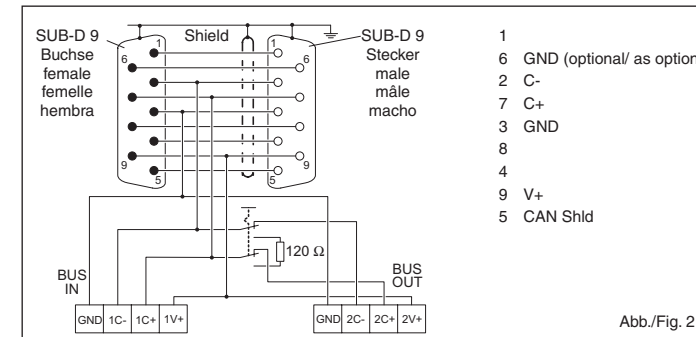 SUB-D 9
Buchse
female
femelle
hembra
Shield
SUB-D 9
Stecker
male
mâle
macho
1
6
9
5
1
6
9
5
1
6 GND (optional/ as option
2 C-
7 C+
3 GND
8
4
9 V+
5 CAN Shld
120 Ω
BUS
IN
BUS
OUT
GND 1C- 1C+ 1V+
GND 2C- 2C+ 2V+
Abb./Fig. 2